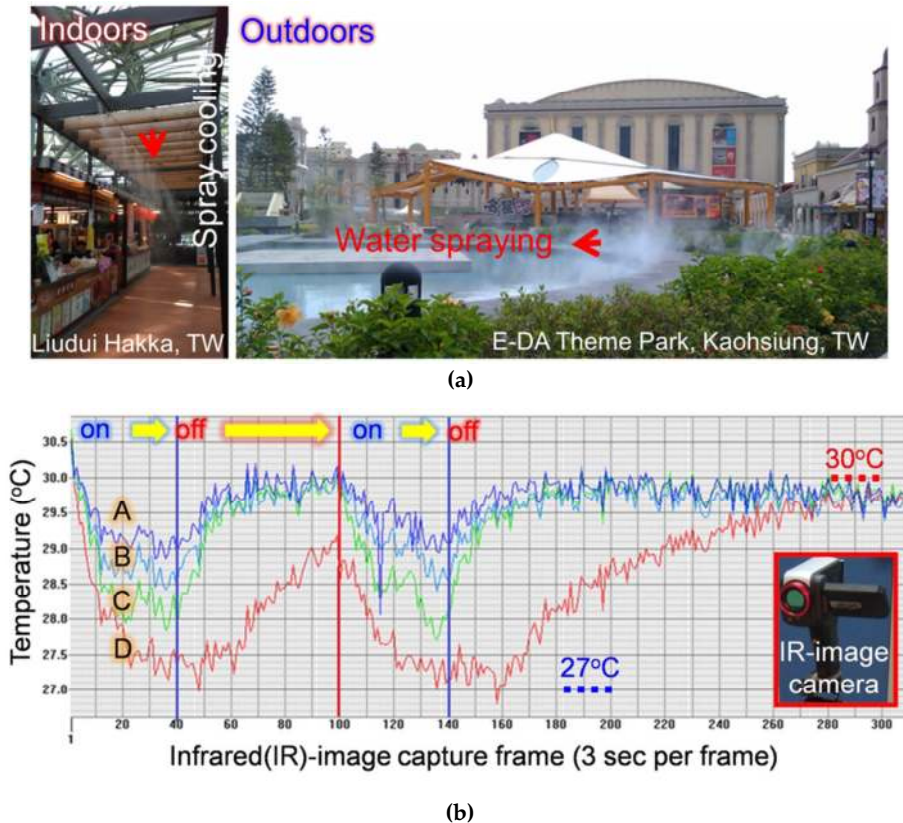 Indoors
Outdoors
Spray cooling
Water spraying
Liudui Hakka, TW
E-DA Theme Park, Kaohsiung, TW
(a)
on
off
on
off
30.5
30.0
29.5
29.0
28.5
28.0
27.5
27.0
Temperature (ºC)
A
B
C
D
30ºC
27ºC
IR-image
camera
1
20
40
60
80
100
120
140
160
180
200
220
240
260
280
300
Infrared(IR)-image capture frame (3 sec per frame)
(b)